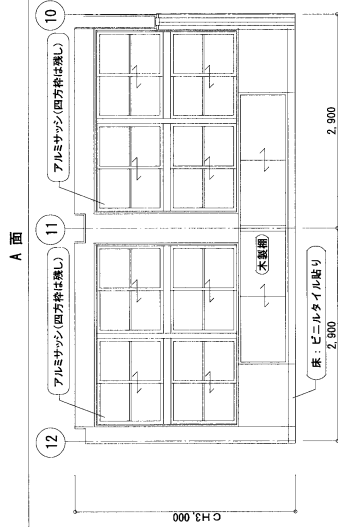 A 面
12
11
10
アルミサッシ(四方枠は残し)
アルミサッシ(四方枠は残し)
木製棚
床：ビニルタイル貼り
2,900
2,900
CH3,000